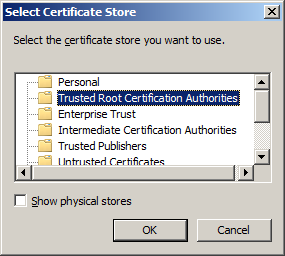 Select Certificate Store
Select the certificate store you want to use.
Personal
Trusted Root Certification Authorities
Enterprise Trust
Intermediate Certification Authorities
Trusted Publishers
Untrusted Certificates
Show physical stores
OK
Cancel